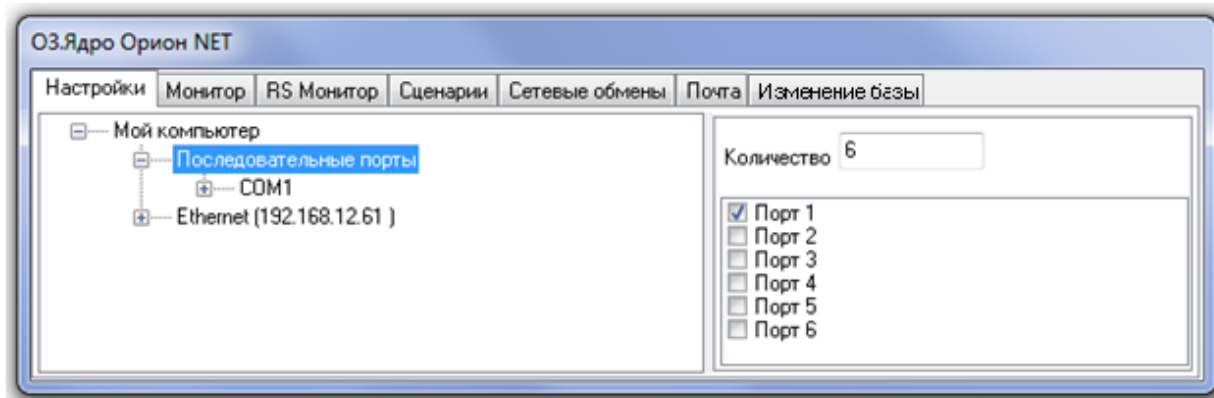 О3.Ядро Орион NET
Настройки Монитор RS Монитор Сценарии Сетевые обмены Почта Изменение базы
Мой компьютер
Последовательные порты
COM1
Ethernet (192.168.12.61 )
Количество 6
Порт 1
Порт 2
Порт 3
Порт 4
Порт 5
Порт 6